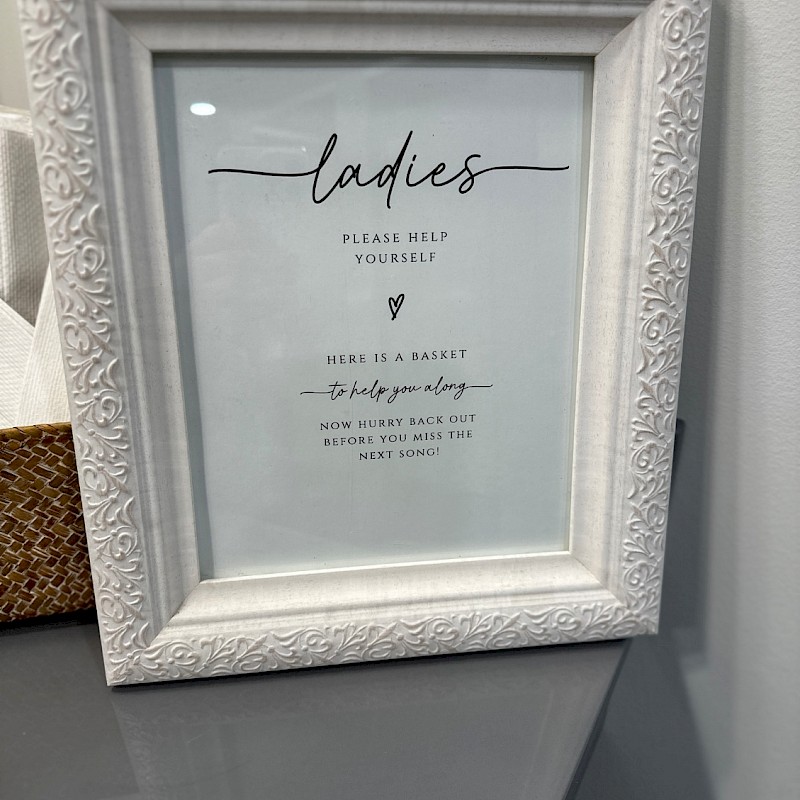 ladies
PLEASE HELP
YOURSELF
HERE IS A BASKET
to help you along
NOW HURRY BACK OUT
BEFORE YOU MISS THE
NEXT SONG!